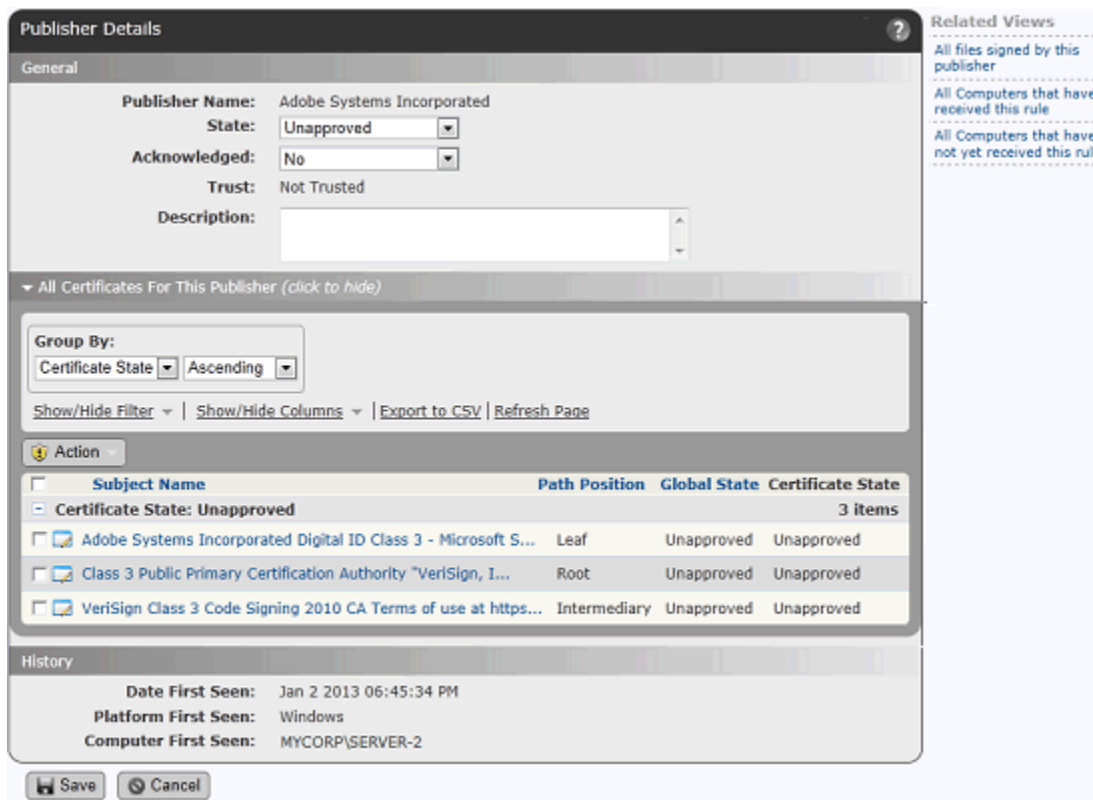 Publisher Details
?
General
Publisher Name: Adobe Systems Incorporated
State: Unapproved
Acknowledged: No
Trust: Not Trusted
Description:
All Certificates For This Publisher (click to hide)
Group By:
Certificate State Ascending
Show/Hide Filter | Show/Hide Columns | Export to CSV | Refresh Page
Action
Subject Name Path Position Global State Certificate State
Certificate State: Unapproved 3 items
Adobe Systems Incorporated Digital ID Class 3 - Microsoft S... Leaf Unapproved Unapproved
Class 3 Public Primary Certification Authority "VeriSign, I... Root Unapproved Unapproved
VeriSign Class 3 Code Signing 2010 CA Terms of use at https... Intermediary Unapproved Unapproved
History
Date First Seen: Jan 2 2013 06:45:34 PM
Platform First Seen: Windows
Computer First Seen: MYCORP\SERVER-2
Save Cancel
Related Views
All files signed by this
publisher
All Computers that have
received this rule
All Computers that have
not yet received this rul